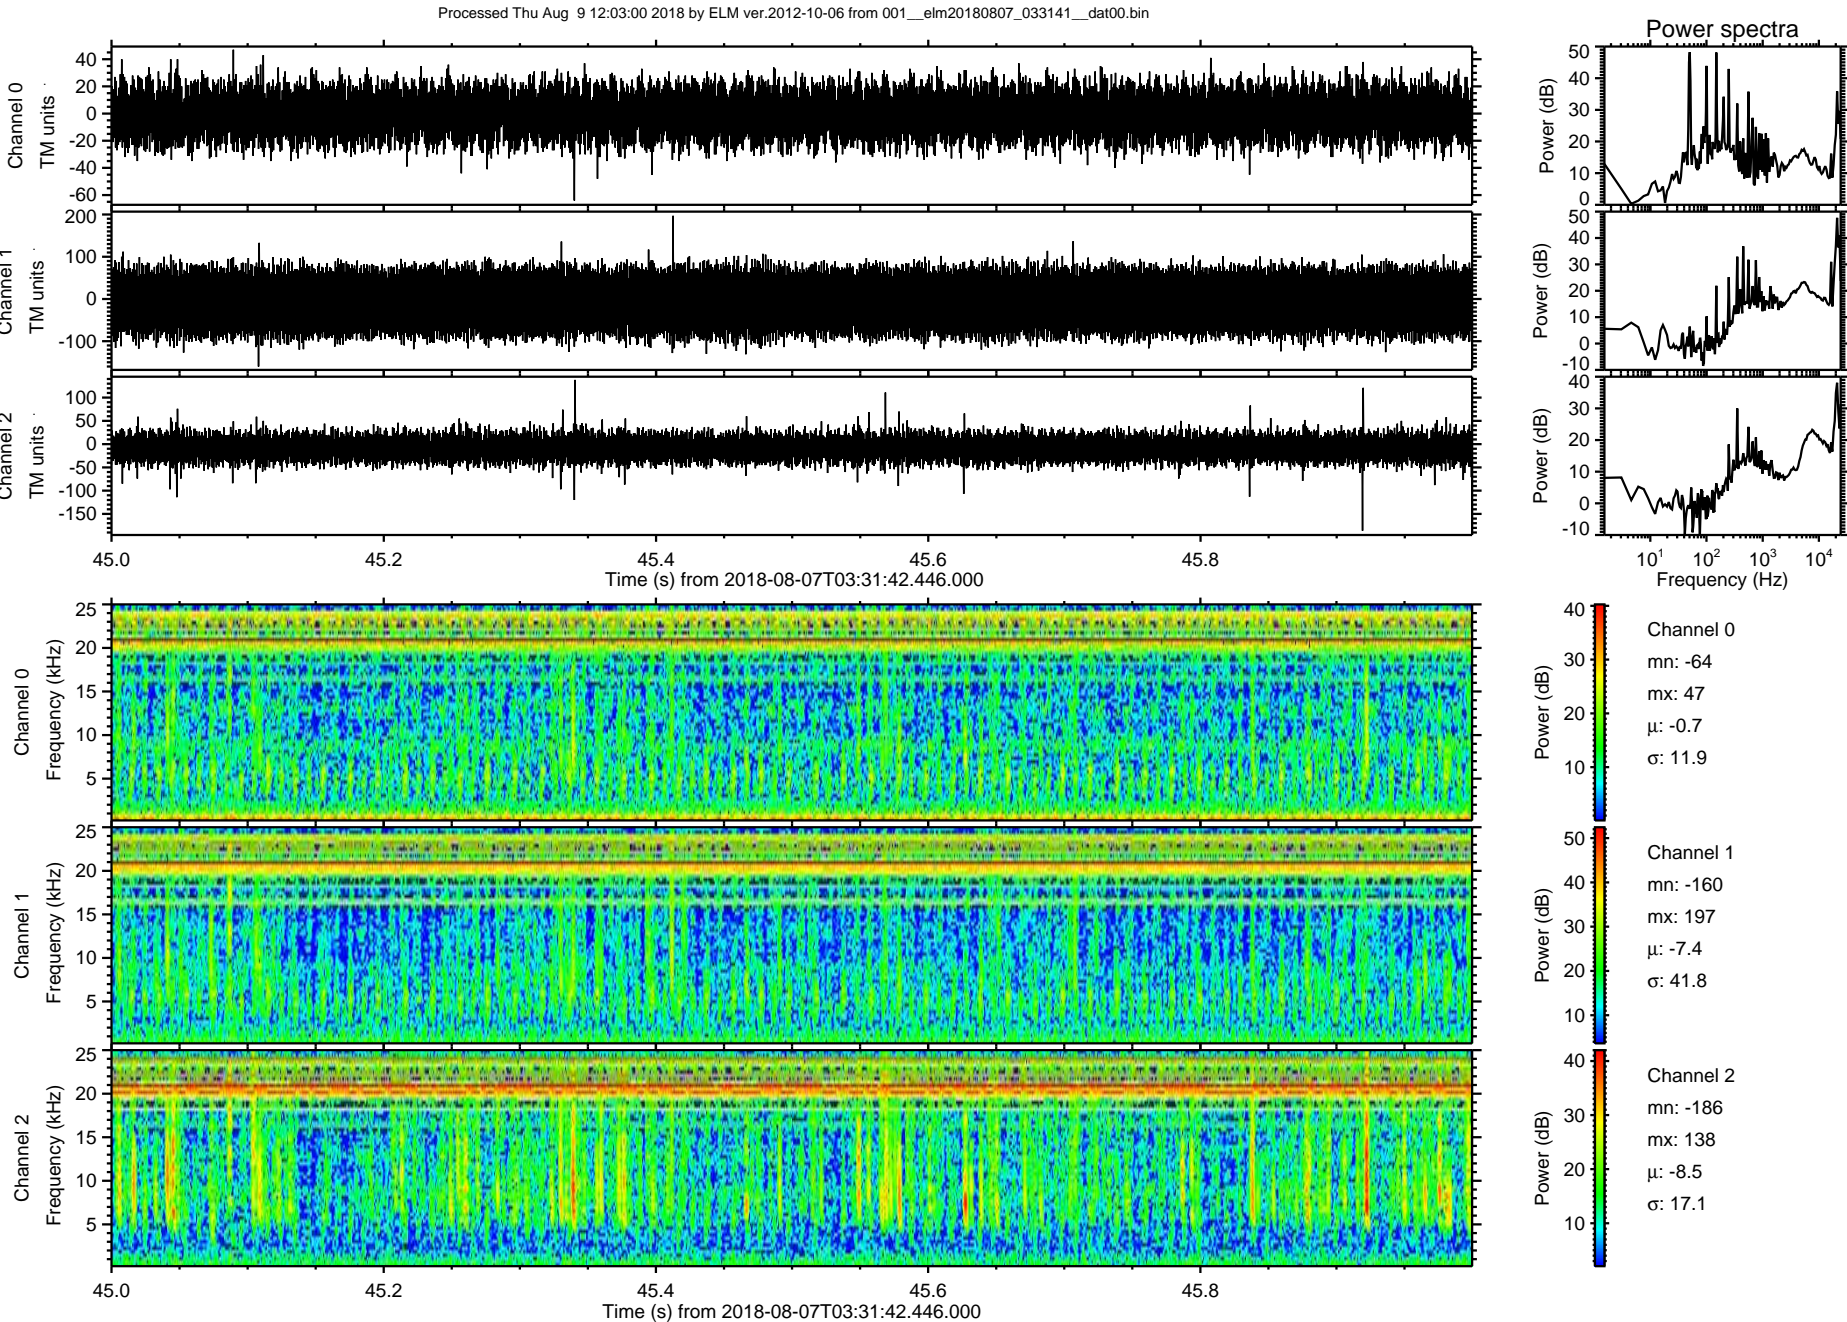 Processed Thu Aug 9 12:03:00 2018 by ELM ver.2012-10-06 from 001__elm20180807_033141__dat00.bin
Power spectra
Channel 0
TM units
40
20
0
-20
-40
-60
Power (dB)
50
40
30
20
10
0
Channel 1
TM units
200
100
0
-100
Power (dB)
50
40
30
20
10
0
-10
Channel 2
TM units
100
50
0
-50
-100
-150
Power (dB)
40
30
20
10
0
-10
45.0 45.2 45.4 45.6 45.8
Time (s) from 2018-08-07T03:31:42.446.000
10^1 10^2 10^3 10^4
Frequency (Hz)
Channel 0
Frequency (kHz)
25
20
15
10
5
Power (dB)
40
30
20
10
Channel 0
mn: -64
mx: 47
μ: -0.7
σ: 11.9
Channel 1
Frequency (kHz)
25
20
15
10
5
Power (dB)
50
40
30
20
10
Channel 1
mn: -160
mx: 197
μ: -7.4
σ: 41.8
Channel 2
Frequency (kHz)
25
20
15
10
5
Power (dB)
40
30
20
10
Channel 2
mn: -186
mx: 138
μ: -8.5
σ: 17.1
45.0 45.2 45.4 45.6 45.8
Time (s) from 2018-08-07T03:31:42.446.000